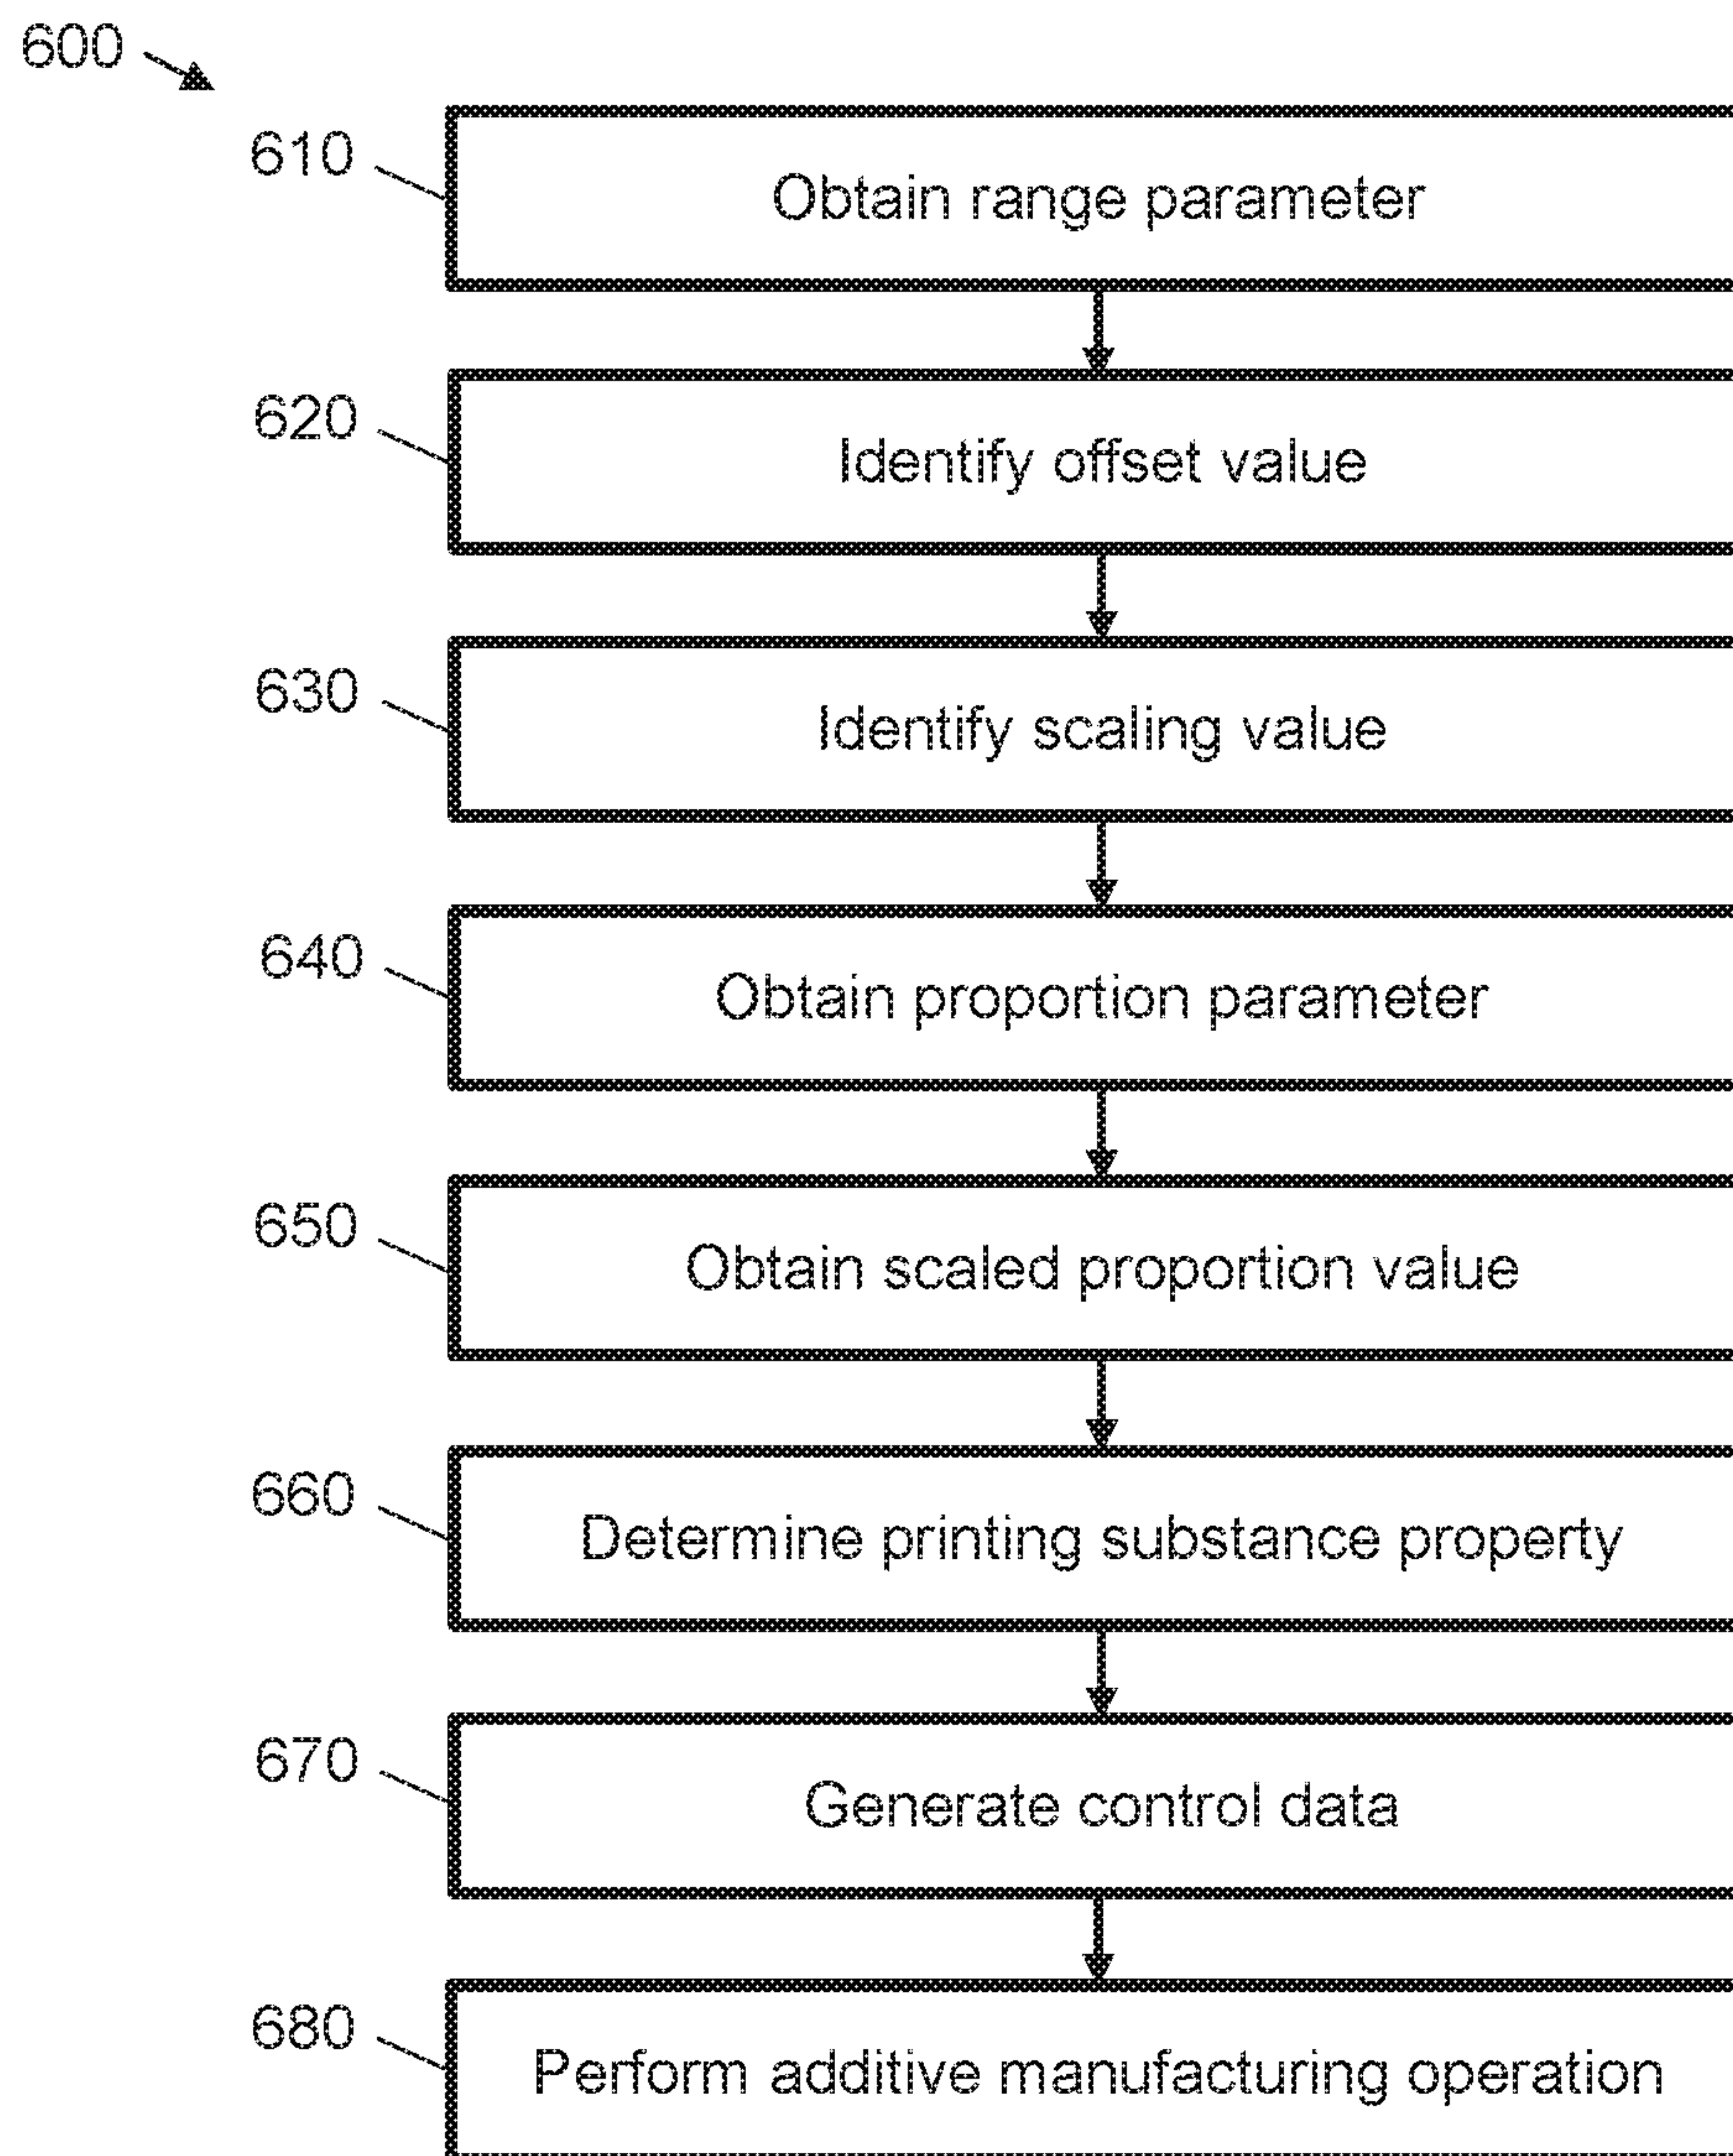 600
610
Obtain range parameter
620
Identify offset value
630
Identify scaling value
640
Obtain proportion parameter
650
Obtain scaled proportion value
660
Determine printing substance property
670
Generate control data
680
Perform additive manufacturing operation